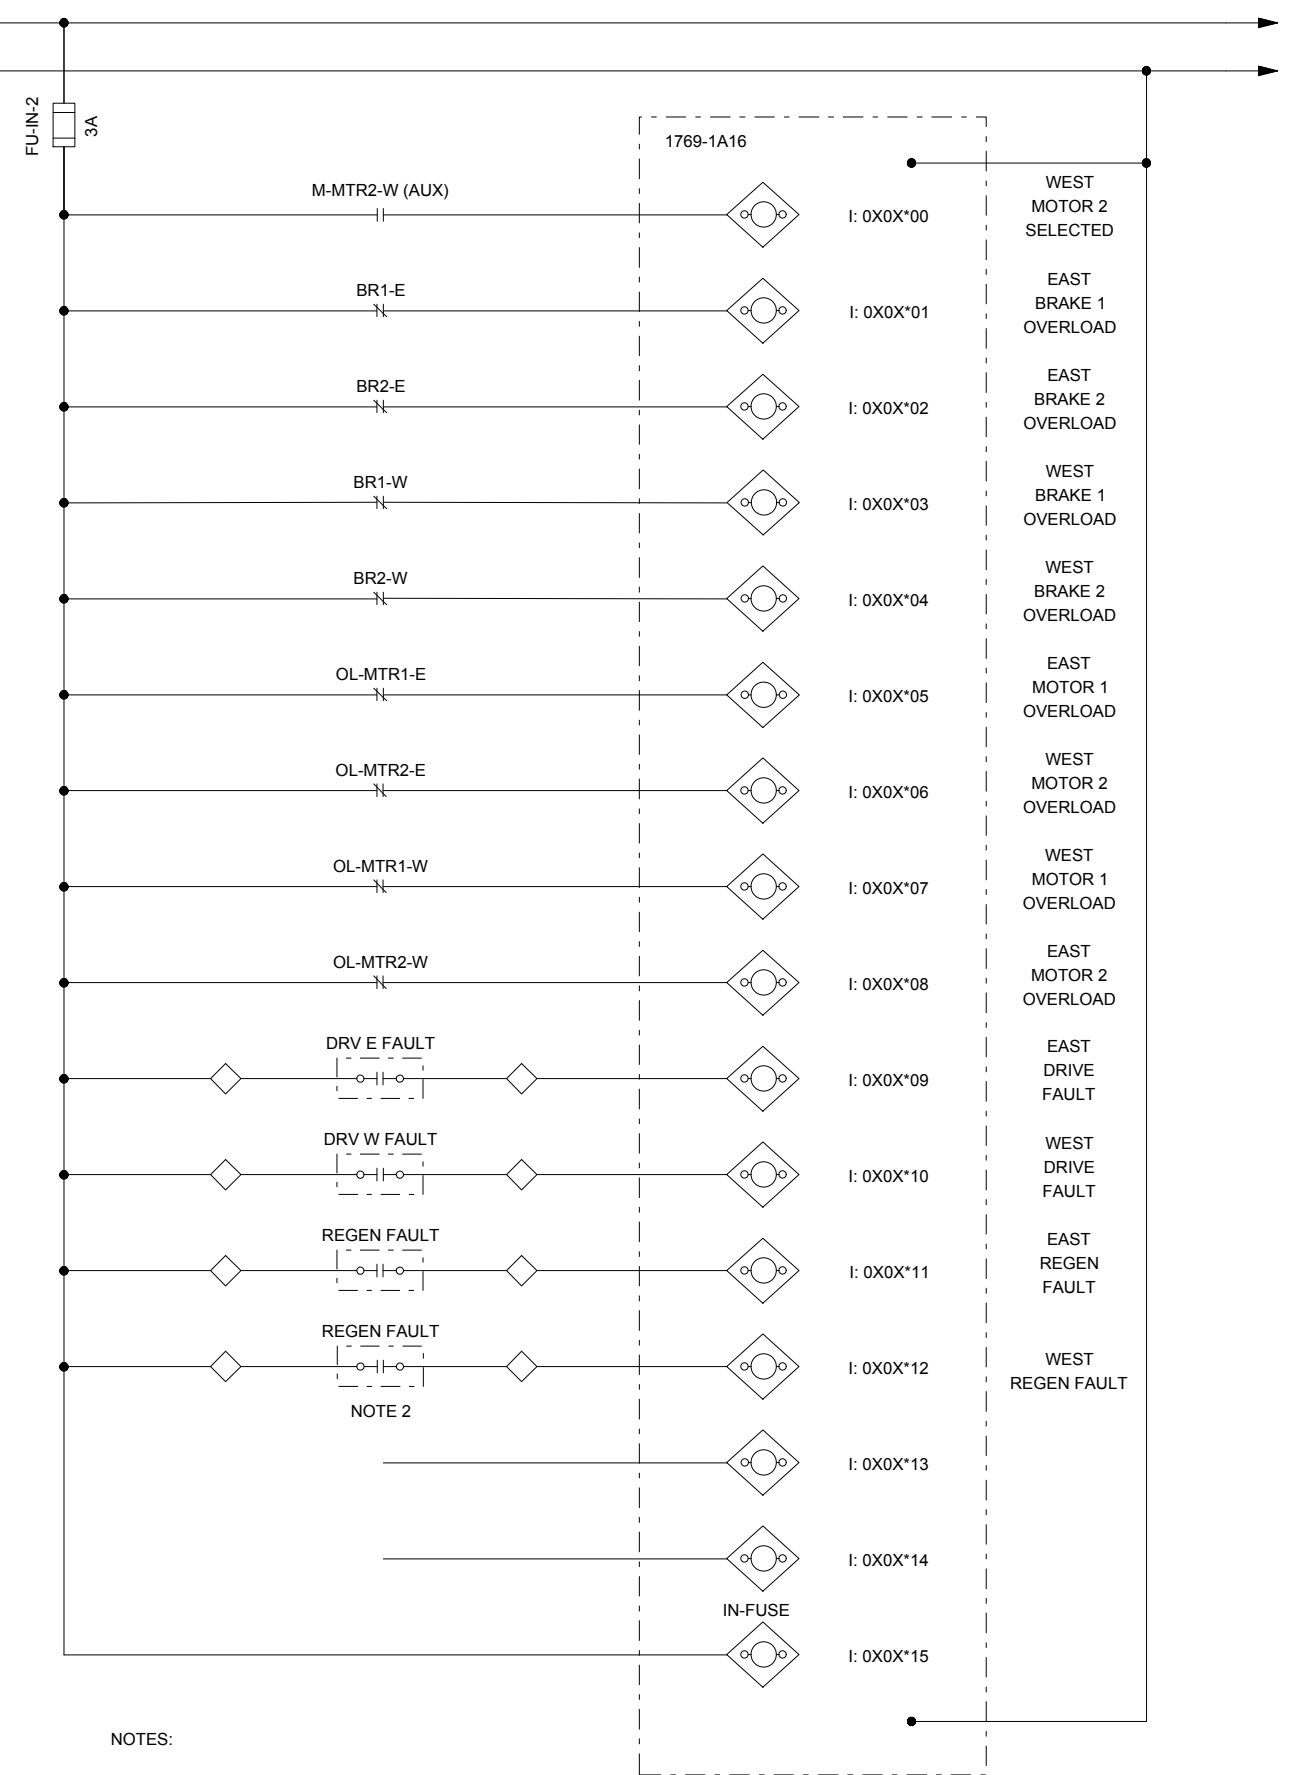 FU-IN-2
3A
1769-1A16
M-MTR2-W (AUX)
I: 0X0X*00
WEST
MOTOR 2
SELECTED
BR1-E
I: 0X0X*01
EAST
BRAKE 1
OVERLOAD
BR2-E
I: 0X0X*02
EAST
BRAKE 2
OVERLOAD
BR1-W
I: 0X0X*03
WEST
BRAKE 1
OVERLOAD
BR2-W
I: 0X0X*04
WEST
BRAKE 2
OVERLOAD
OL-MTR1-E
I: 0X0X*05
EAST
MOTOR 1
OVERLOAD
OL-MTR2-E
I: 0X0X*06
WEST
MOTOR 2
OVERLOAD
OL-MTR1-W
I: 0X0X*07
WEST
MOTOR 1
OVERLOAD
OL-MTR2-W
I: 0X0X*08
EAST
MOTOR 2
OVERLOAD
DRV E FAULT
I: 0X0X*09
EAST
DRIVE
FAULT
DRV W FAULT
I: 0X0X*10
WEST
DRIVE
FAULT
REGEN FAULT
I: 0X0X*11
EAST
REGEN
FAULT
REGEN FAULT
NOTE 2
I: 0X0X*12
WEST
REGEN FAULT
I: 0X0X*13
I: 0X0X*14
IN-FUSE
I: 0X0X*15
NOTES: